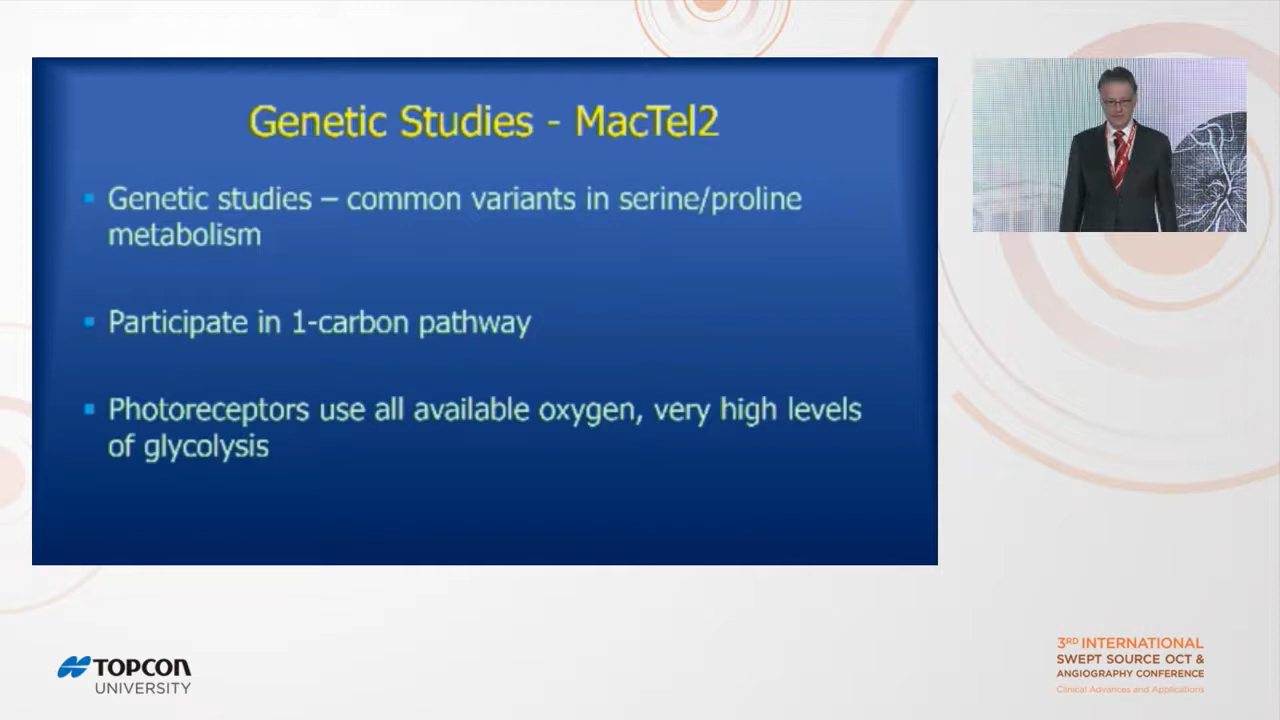 Genetic Studies - MacTel2
Genetic studies – common variants in serine/proline
metabolism
Participate in 1-carbon pathway
Photoreceptors use all available oxygen, very high levels
of glycolysis
TOPCON
UNIVERSITY
3RD INTERNATIONAL
SWEPT SOURCE OCT &
ANGIOGRAPHY CONFERENCE
Clinical Advances and Applications